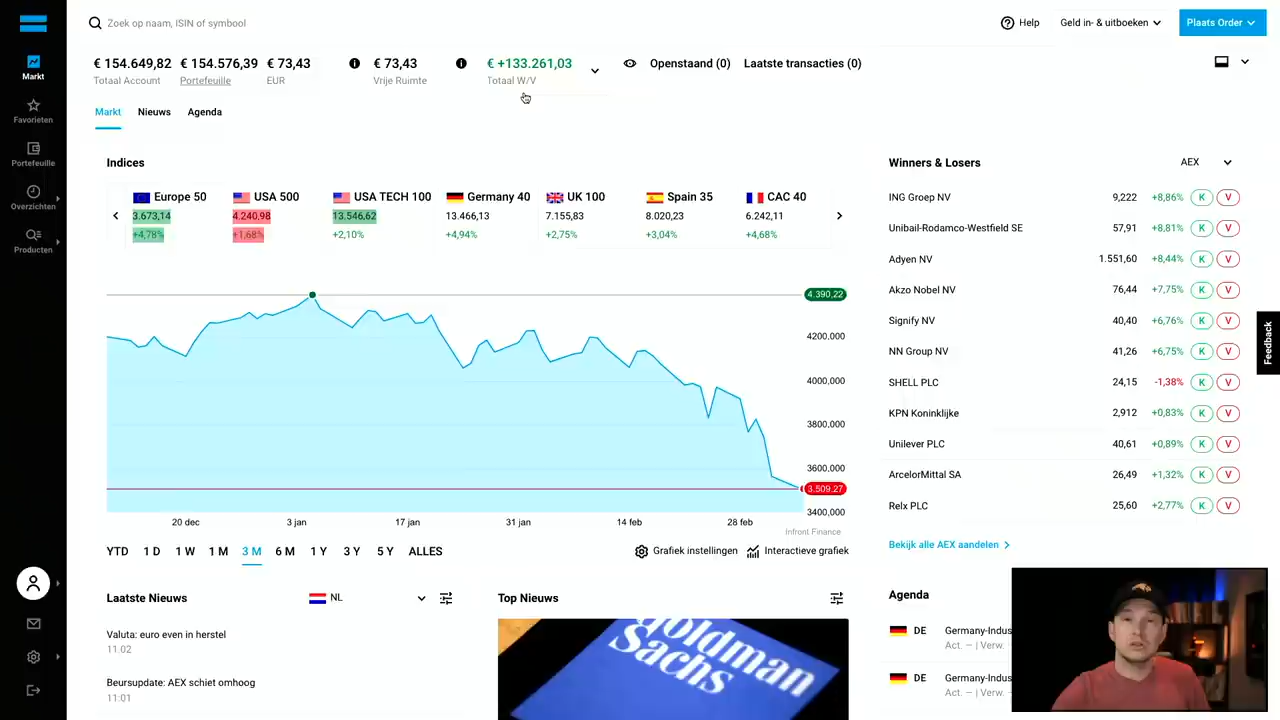 Zoek op naam, ISIN of symbool
Help
Geld in- & uitboeken
Plaats Order
€ 154.649,82
Totaal Account
€ 154.576,39
Portefeuille
€ 73,43
EUR
€ 73,43
Vrije Ruimte
€ +133.261,03
Totaal W/V
Openstaand (0)
Laatste transacties (0)
Markt
Favorieten
Portefeuille
Overzichten
Producten
Markt
Nieuws
Agenda
Indices
Europe 50
3.673,14
+4,78%
USA 500
4.240,98
+1,68%
USA TECH 100
13.546,62
+2,10%
Germany 40
13.466,13
+4,94%
UK 100
7.155,83
+2,75%
Spain 35
8.020,23
+3,04%
CAC 40
6.242,11
+4,68%
4.390,22
4200,000
4000,000
3800,000
3600,000
3.509.27
3400,000
20 dec
3 jan
17 jan
31 jan
14 feb
28 feb
Infront Finance
YTD
1 D
1 W
1 M
3 M
6 M
1 Y
3 Y
5 Y
ALLES
Grafiek instellingen
Interactieve grafiek
Winners & Losers
AEX
ING Groep NV 9,222 +8,86% K V
Unibail-Rodamco-Westfield SE 57,91 +8,81% K V
Adyen NV 1.551,60 +8,44% K V
Akzo Nobel NV 76,44 +7,75% K V
Signify NV 40,40 +6,76% K V
NN Group NV 41,26 +6,75% K V
SHELL PLC 24,15 -1,38% K V
KPN Koninklijke 2,912 +0,83% K V
Unilever PLC 40,61 +0,89% K V
ArcelorMittal SA 26,49 +1,32% K V
Relx PLC 25,60 +2,77% K V
Bekijk alle AEX aandelen
Feedback
Laatste Nieuws
NL
Valuta: euro even in herstel
11.02
Beursupdate: AEX schiet omhoog
11:01
Top Nieuws
Goldman
Sachs
Agenda
DE
Germany-Indus
Act. – | Verw. -
DE
Germany-Indus
Act. – | Verw. -